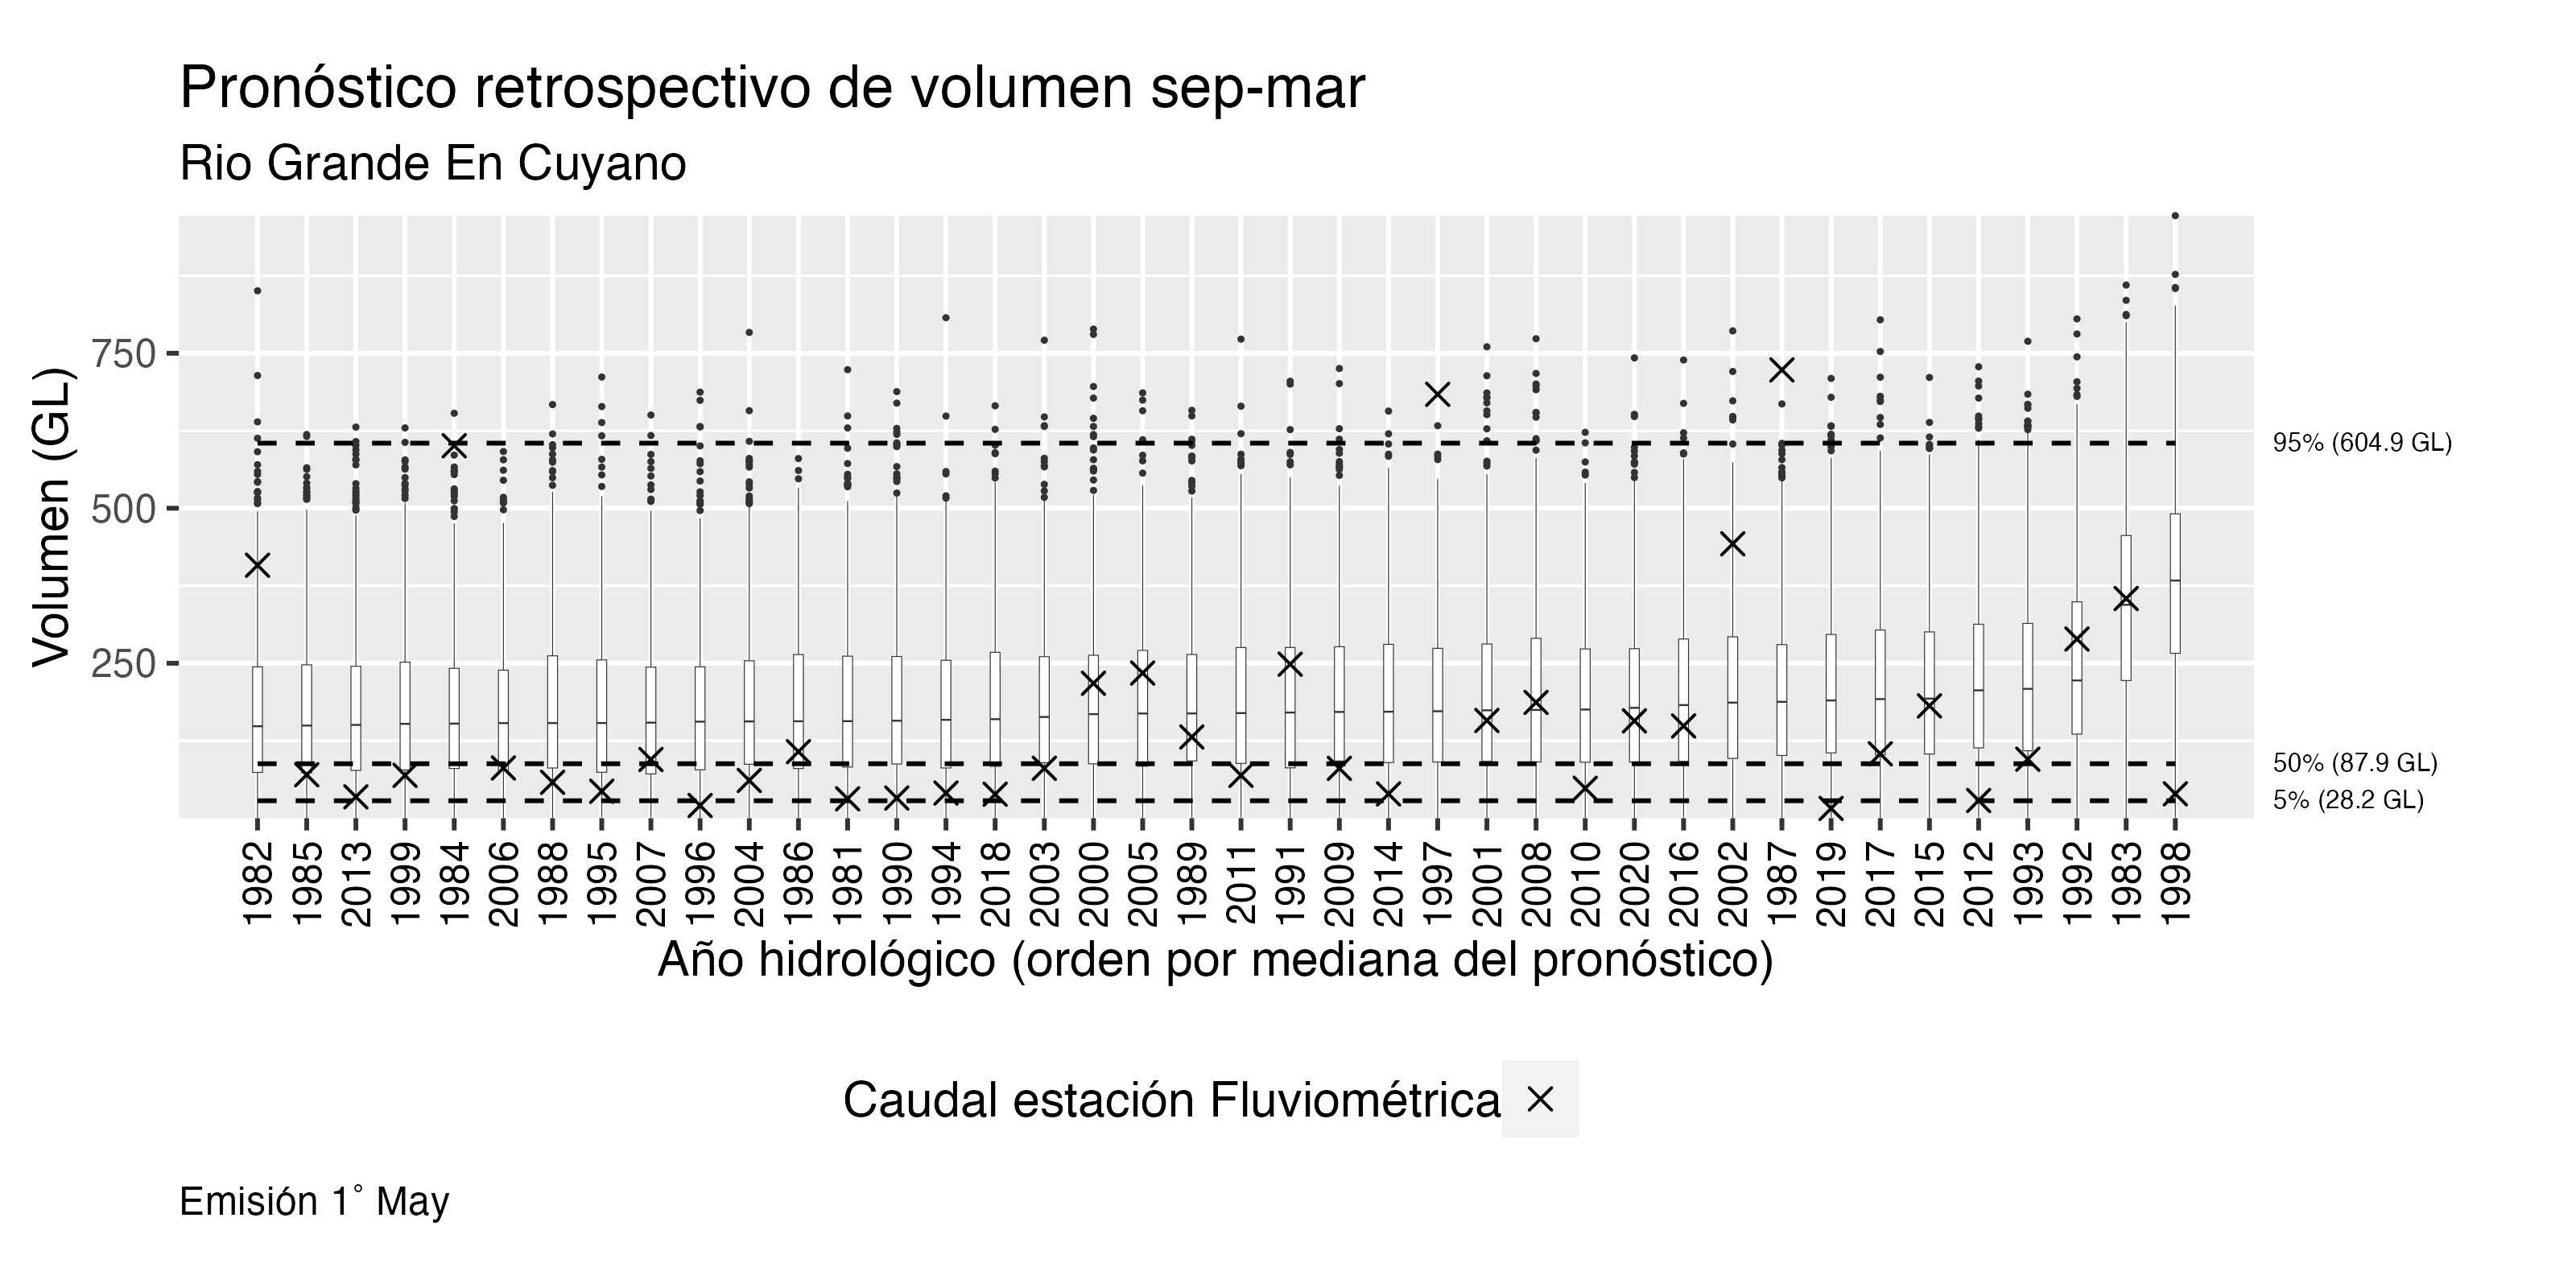 Pronóstico retrospectivo de volumen sep-mar
Rio Grande En Cuyano
Volumen (GL)
750
500
250
95% (604.9 GL)
50% (87.9 GL)
5% (28.2 GL)
1982 1985 2013 1999 1984 2006 1988 1995 2007 1996 2004 1986 1981 1990 1994 2018 2003 2000 2005 1989 2011 1991 2009 2014 1997 2001 2008 2010 2020 2016 2002 1987 2019 2017 2015 2012 1993 1992 1983 1998
Año hidrológico (orden por mediana del pronóstico)
Caudal estación Fluviométrica
Emisión 1° May